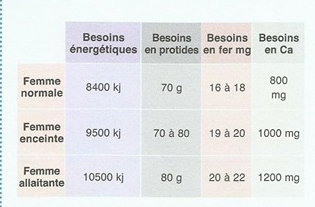 Besoins énergétiques Besoins en protides Besoins en fer mg Besoins en Ca
Femme normale 8400 kj 70 g 16 à 18 800 mg
Femme enceinte 9500 kj 70 à 80 19 à 20 1000 mg
Femme allaitante 10500 kj 80 g 20 à 22 1200 mg